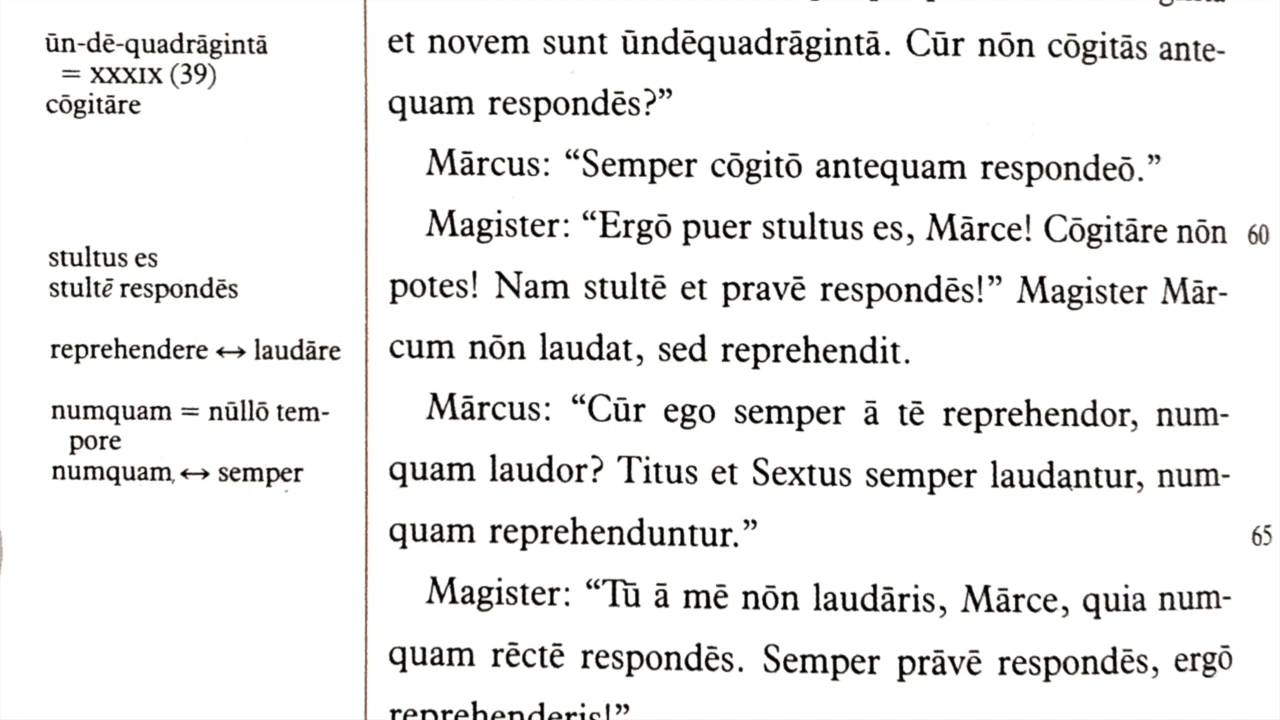 ūn-dē-quadrāgintā
= XXXIX (39)
cōgitāre
stultus es
stultē respondēs
reprehendere ↔ laudāre
numquam = nūllō tem-
pore
numquam ↔ semper
et novem sunt ūndēquadrāgintā. Cūr nōn cōgitās ante-
quam respondēs?”
Mārcus: “Semper cōgitō antequam respondeō.”
Magister: “Ergō puer stultus es, Mārce! Cōgitāre nōn 60
potes! Nam stultē et pravē respondēs!” Magister Mār-
cum nōn laudat, sed reprehendit.
Mārcus: “Cūr ego semper ā tē reprehendor, num-
quam laudor? Titus et Sextus semper laudantur, num-
quam reprehenduntur.” 65
Magister: “Tū ā mē nōn laudāris, Mārce, quia num-
quam rēctē respondēs. Semper prāvē respondēs, ergō
reprehenderis!”